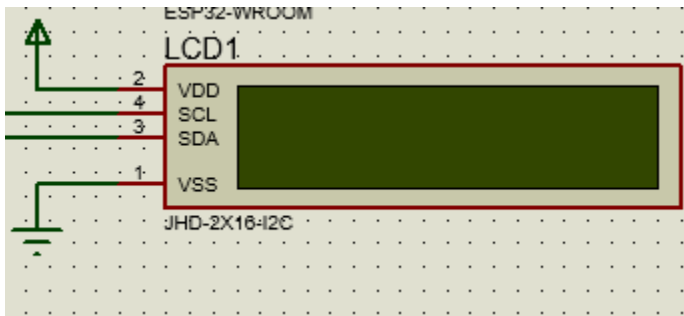 ESP32-WROOM
LCD1
2 VDD
4 SCL
3 SDA
1 VSS
JHD-2X16-I2C